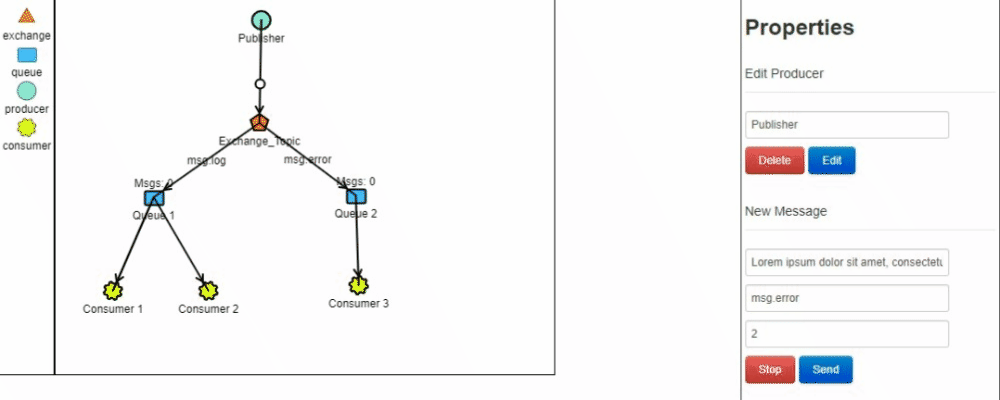 exchange
queue
producer
consumer
Publisher
Exchange_Topic
msg.log
msg.error
Msgs: 0
Queue 1
Msgs: 0
Queue 2
Consumer 1
Consumer 2
Consumer 3
Properties
Edit Producer
Publisher
Delete
Edit
New Message
Lorem ipsum dolor sit amet, consectetu
msg.error
2
Stop
Send